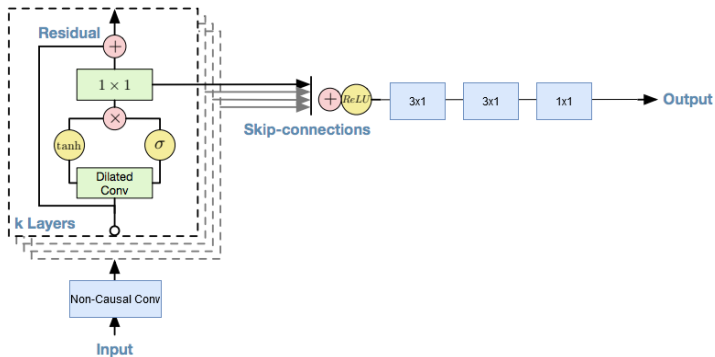 Residual
+
1 × 1
×
tanh
σ
Dilated
Conv
k Layers
Non-Causal Conv
Input
Skip-connections
+
ReLU
3x1
3x1
1x1
Output